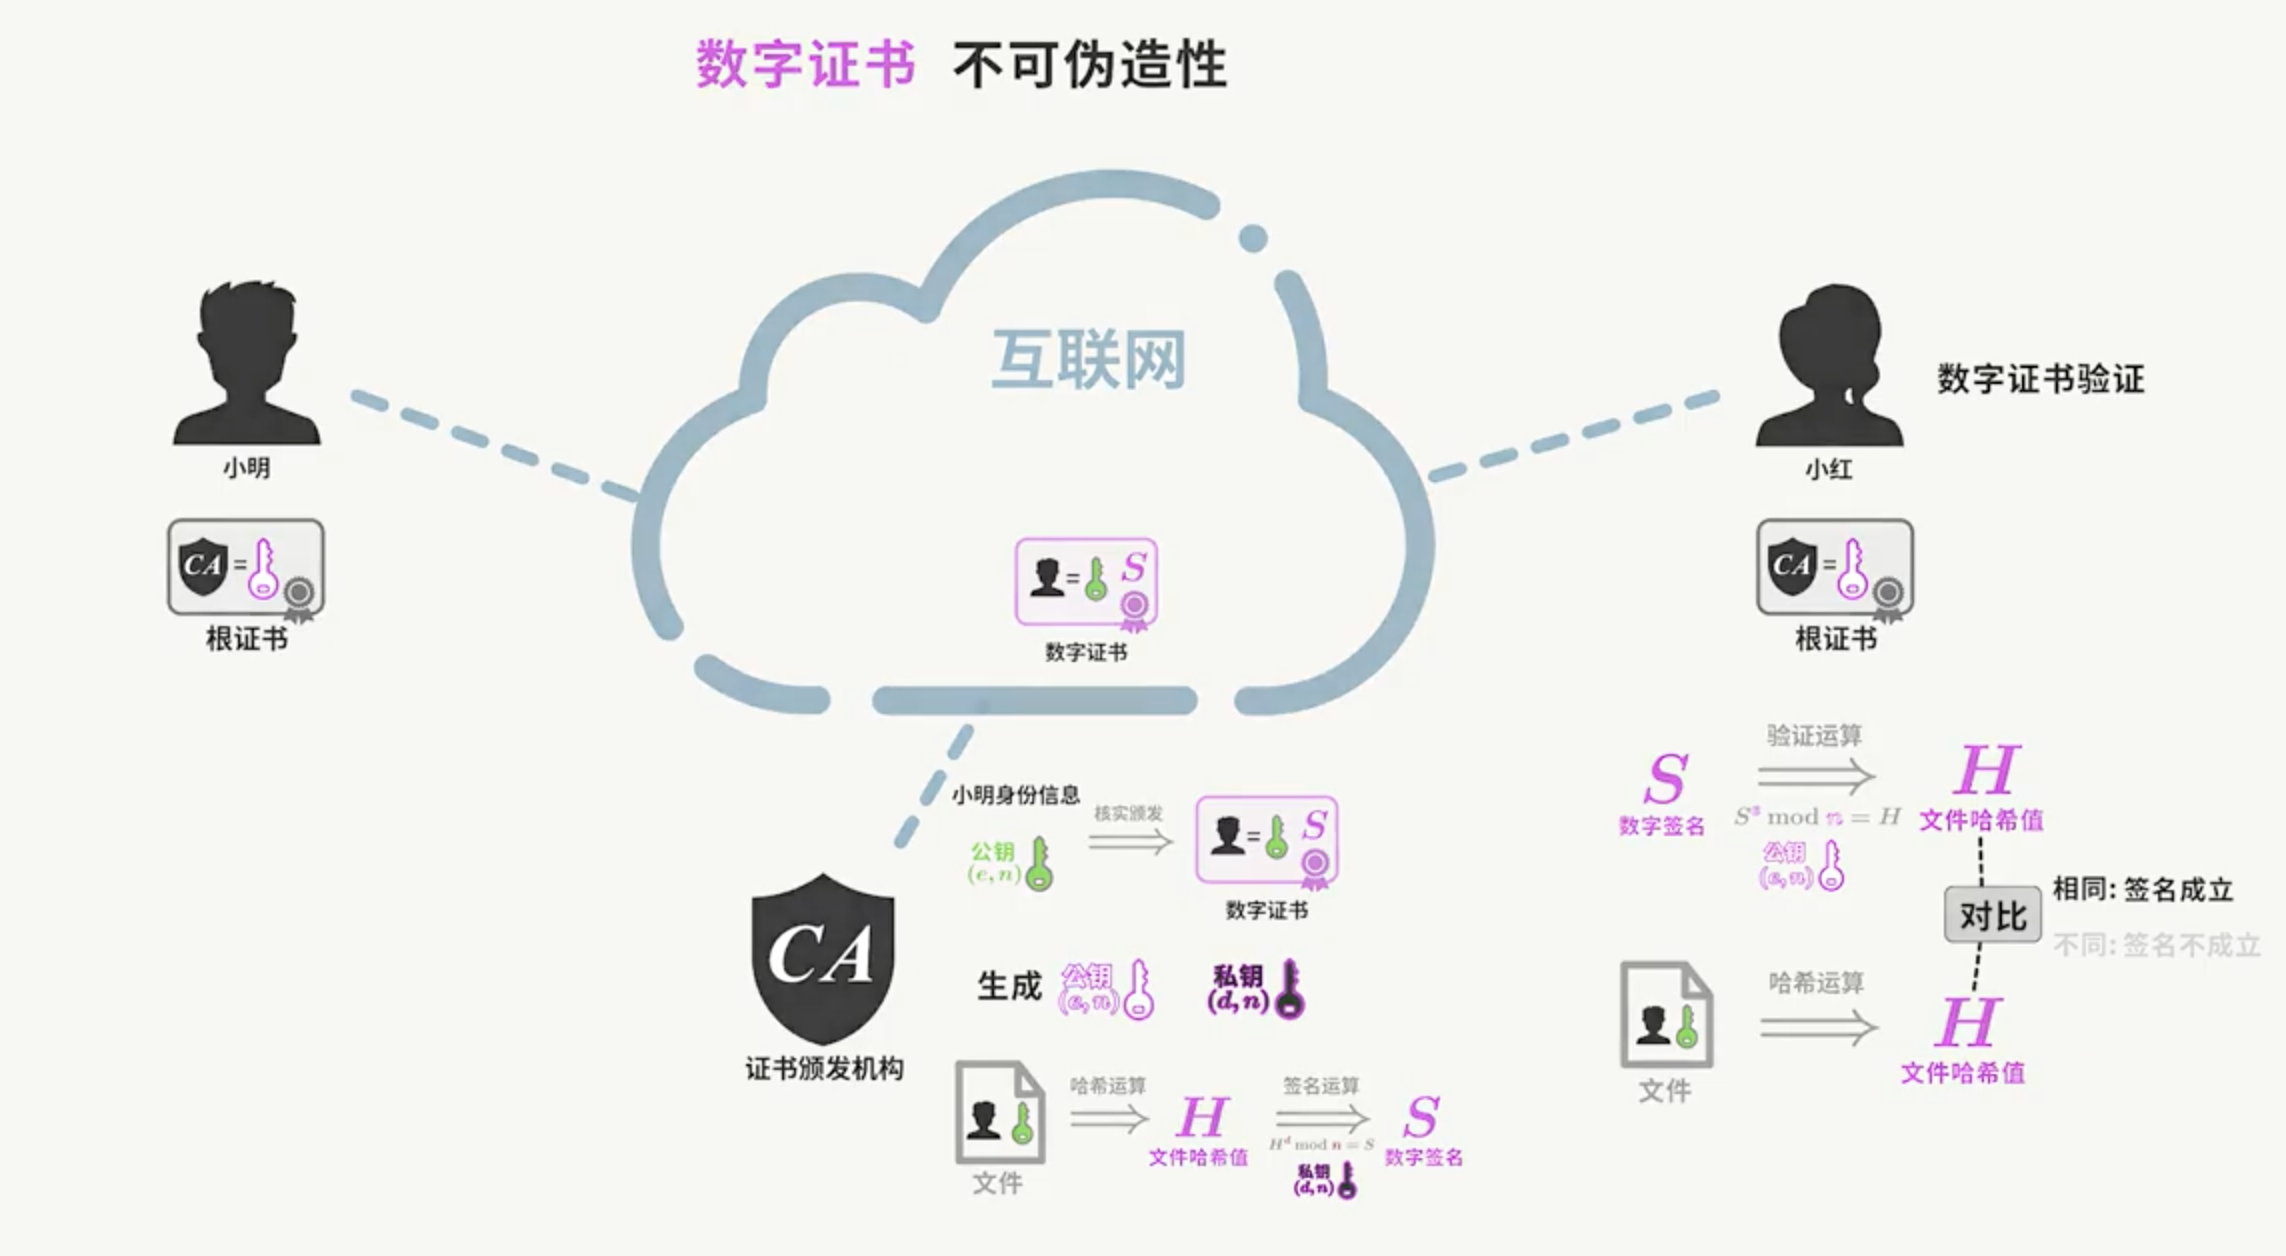 数字证书 不可伪造性
互联网
小明
CA =
根证书
小红
数字证书验证
CA =
根证书
= S
数字证书
小明身份信息
公钥
(e, n)
核实颁发
= S
数字证书
CA
证书颁发机构
生成
公钥
(e, n)
私钥
(d, n)
文件
哈希运算
H
文件哈希值
签名运算
H^d mod n = S
私钥
(d, n)
S
数字签名
S
数字签名
验证运算
S^e mod n = H
公钥
(e, n)
H
文件哈希值
对比
相同: 签名成立
不同: 签名不成立
文件
哈希运算
H
文件哈希值